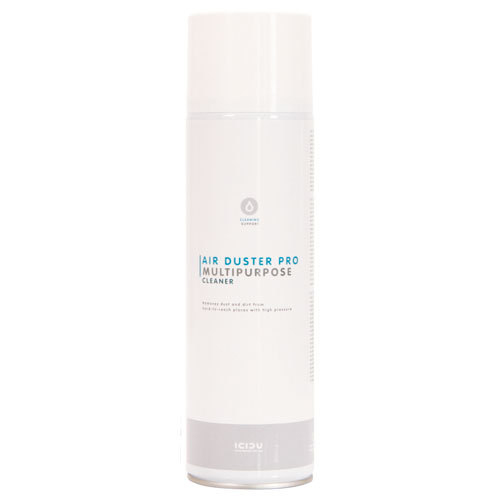 CLEANING
SUPPORT
AIR DUSTER PRO
MULTIPURPOSE
CLEANER
Removes dust and dirt from
hard-to-reach places with high pressure
ICIDU